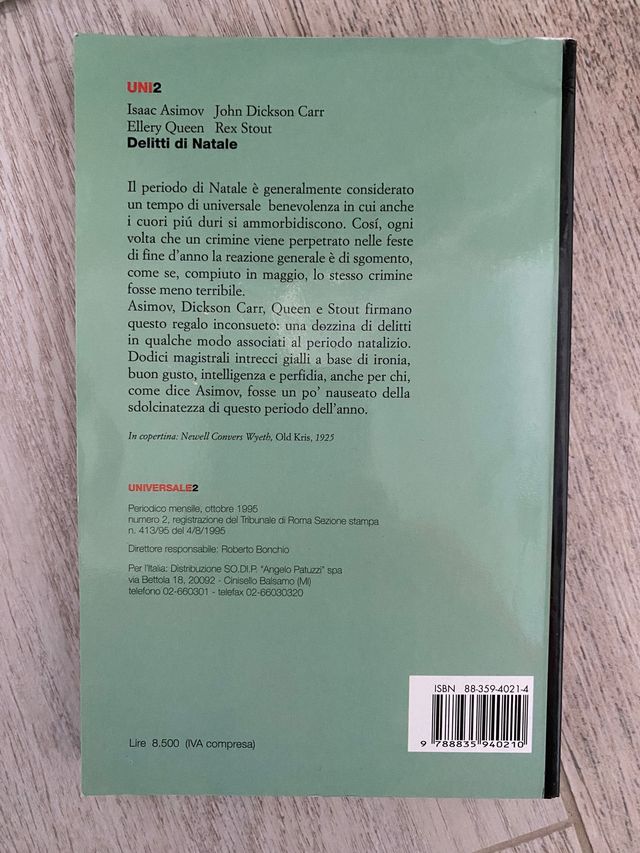 UNI2
Isaac Asimov John Dickson Carr
Ellery Queen Rex Stout
Delitti di Natale
Il periodo di Natale è generalmente considerato
un tempo di universale benevolenza in cui anche
i cuori piú duri si ammorbidiscono. Cosí, ogni
volta che un crimine viene perpetrato nelle feste
di fine d'anno la reazione generale è di sgomento,
come se, compiuto in maggio, lo stesso crimine
fosse meno terribile.
Asimov, Dickson Carr, Queen e Stout firmano
questo regalo inconsueto: una dozzina di delitti
in qualche modo associati al periodo natalizio.
Dodici magistrali intrecci gialli a base di ironia,
buon gusto, intelligenza e perfidia, anche per chi,
come dice Asimov, fosse un po' nauseato della
sdolcinatezza di questo periodo dell'anno.
In copertina: Newell Convers Wyeth, Old Kris, 1925
UNIVERSALE2
Periodico mensile, ottobre 1995
numero 2, registrazione del Tribunale di Roma Sezione stampa
n. 413/95 del 4/8/1995
Direttore responsabile: Roberto Bonchio
Per l'Italia: Distribuzione SO.DI.P. "Angelo Patuzzi" spa
via Bettola 18, 20092 - Cinisello Balsamo (MI)
telefono 02-660301 - telefax 02-66030320
ISBN 88-359-4021-4
9 788835 940210
Lire 8.500 (IVA compresa)